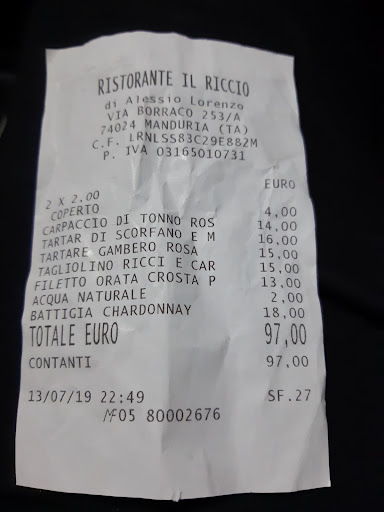 RISTORANTE IL RICCIO
di Alessio Lorenzo
VIA BORRACO 253/A
74024 MANDURIA (TA)
C.F. LRNLSS83C29E882M
P. IVA 03165010731
EURO
2 X 2.00
COPERTO 4,00
CARPACCIO DI TONNO ROS 14,00
TARTAR DI SCORFANO E M 16,00
TARTARE GAMBERO ROSA 15,00
TAGLIOLINO RICCI E CAR 15,00
FILETTO ORATA CROSTA P 13,00
ACQUA NATURALE 2,00
BATTIGIA CHARDONNAY 18,00
TOTALE EURO 97,00
CONTANTI 97,00
13/07/19 22:49 SF.27
MF05 80002676